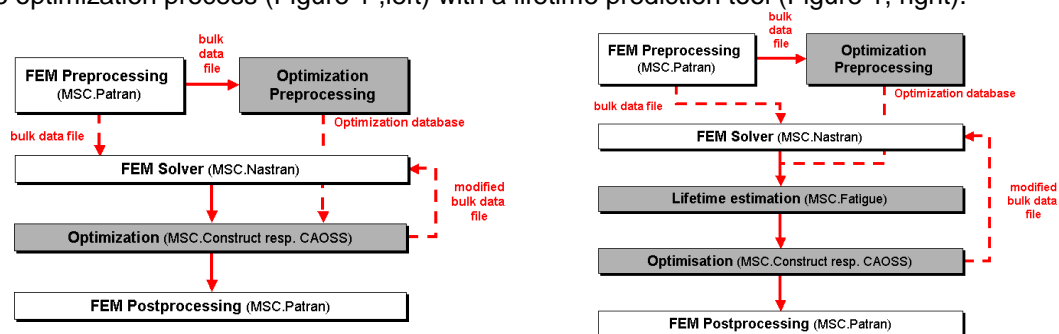 s optimization process (Figure 1 ,left) with a lifetime prediction tool (Figure 1, right).
bulk
data
file
FEM Preprocessing
(MSC.Patran)
Optimization
Preprocessing
bulk data file
Optimization database
FEM Solver (MSC.Nastran)
modified
bulk data
file
Optimization (MSC.Construct resp. CAOSS)
FEM Postprocessing (MSC.Patran)
bulk
data
file
FEM Preprocessing
(MSC.Patran)
Optimization
Preprocessing
bulk data file
Optimization database
FEM Solver (MSC.Nastran)
Lifetime estimation (MSC.Fatigue)
modified
bulk data
file
Optimisation (MSC.Construct resp. CAOSS)
FEM Postprocessing (MSC.Patran)